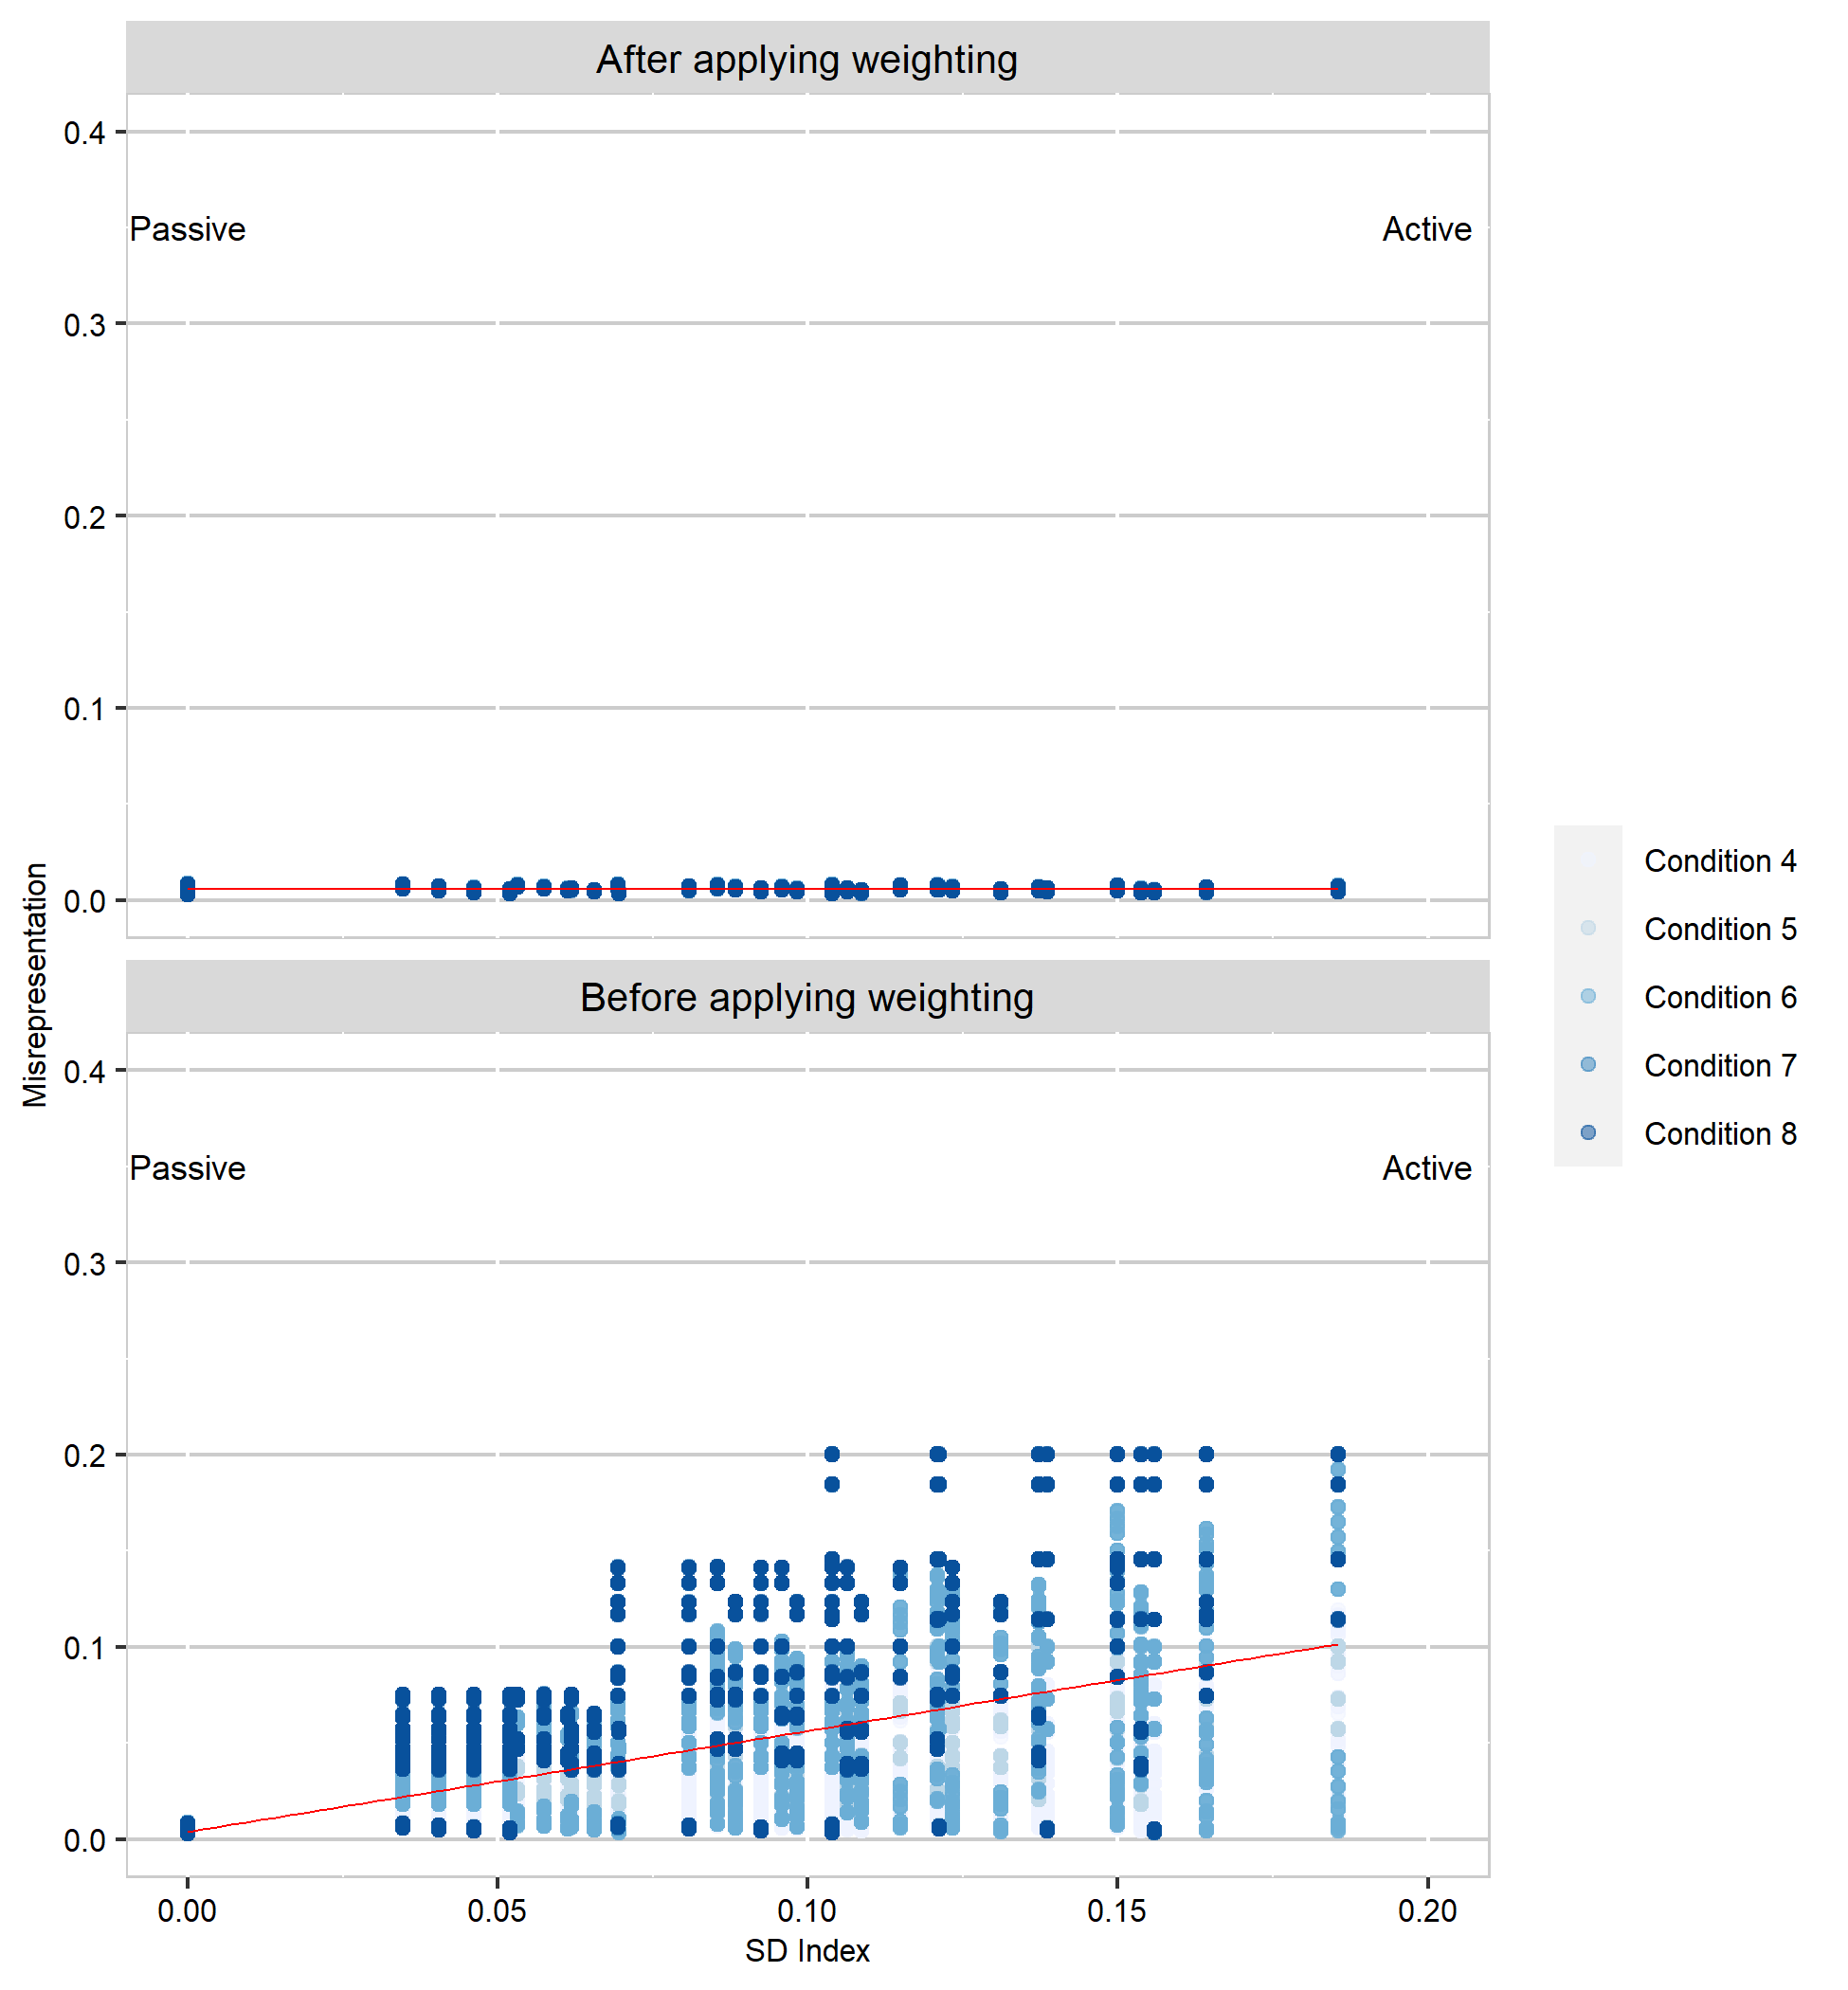 After applying weighting
0.4
Passive
Active
0.3
0.2
0.1
0.0
Misrepresentation
Before applying weighting
0.4
Passive
Active
0.3
0.2
0.1
0.0
0.00
0.05
0.10
0.15
0.20
SD Index
Condition 4
Condition 5
Condition 6
Condition 7
Condition 8